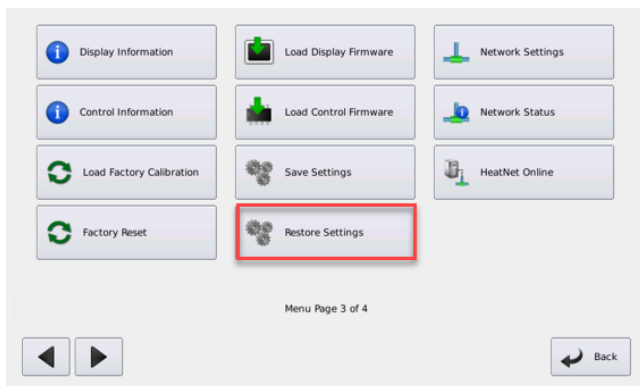 Display Information
Load Display Firmware
Network Settings
Control Information
Load Control Firmware
Network Status
Load Factory Calibration
Save Settings
HeatNet Online
Factory Reset
Restore Settings
Menu Page 3 of 4
Back